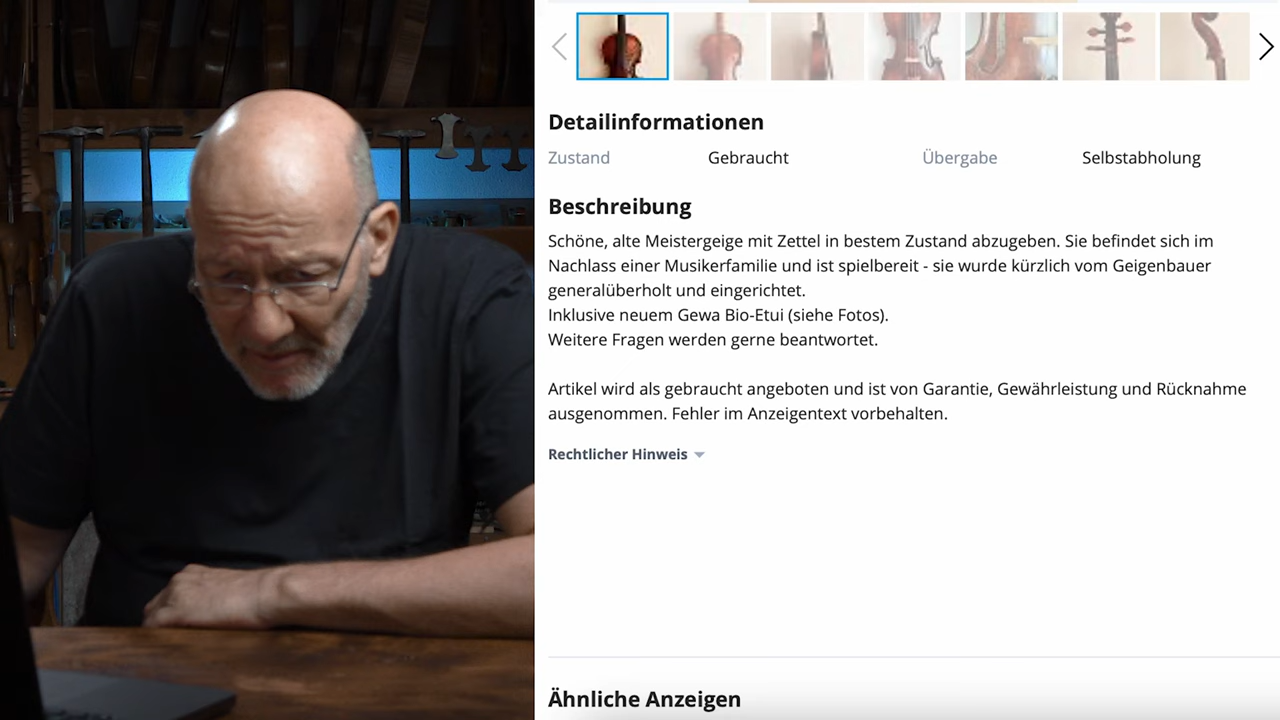 Detailinformationen
Zustand Gebraucht Übergabe Selbstabholung
Beschreibung
Schöne, alte Meistergeige mit Zettel in bestem Zustand abzugeben. Sie befindet sich im
Nachlass einer Musikerfamilie und ist spielbereit - sie wurde kürzlich vom Geigenbauer
generalüberholt und eingerichtet.
Inklusive neuem Gewa Bio-Etui (siehe Fotos).
Weitere Fragen werden gerne beantwortet.
Artikel wird als gebraucht angeboten und ist von Garantie, Gewährleistung und Rücknahme
ausgenommen. Fehler im Anzeigentext vorbehalten.
Rechtlicher Hinweis
Ähnliche Anzeigen